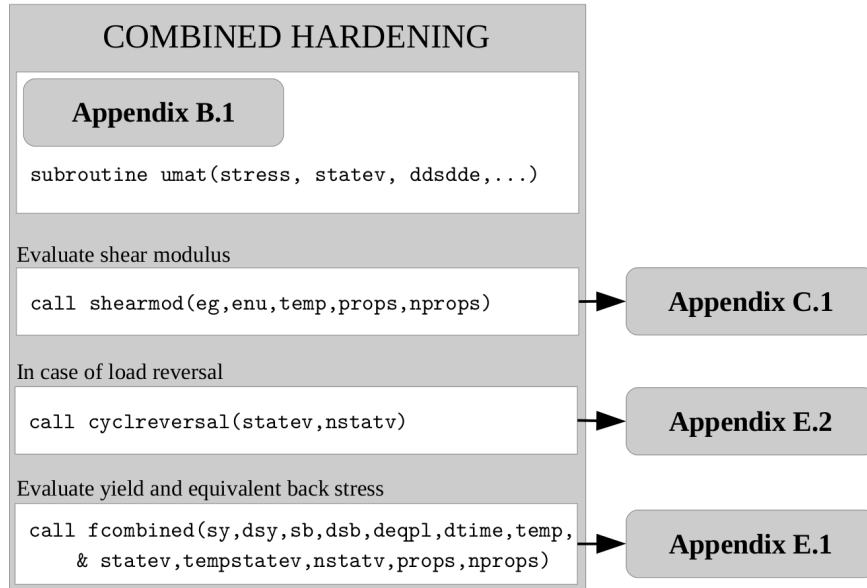 COMBINED HARDENING
Appendix B.1
subroutine umat(stress, statev, ddsdde,...)
Evaluate shear modulus
call shearmod(eg,enu,temp,props,nprops)
Appendix C.1
In case of load reversal
call cyclreversal(statev,nstatv)
Appendix E.2
Evaluate yield and equivalent back stress
call fcombined(sy,dsy,sb,dsb,deqpl,dtime,temp,
& statev,tempstatev,nstatv,props,nprops)
Appendix E.1